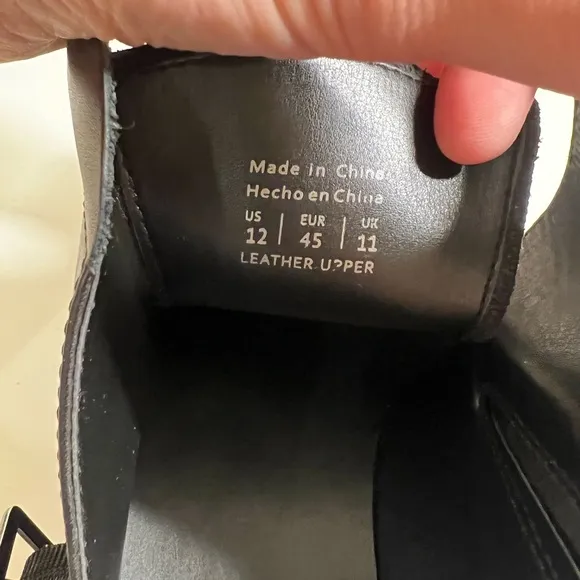 Made in China
Hecho en China
US | EUR | UK
12 | 45 | 11
LEATHER UPPER